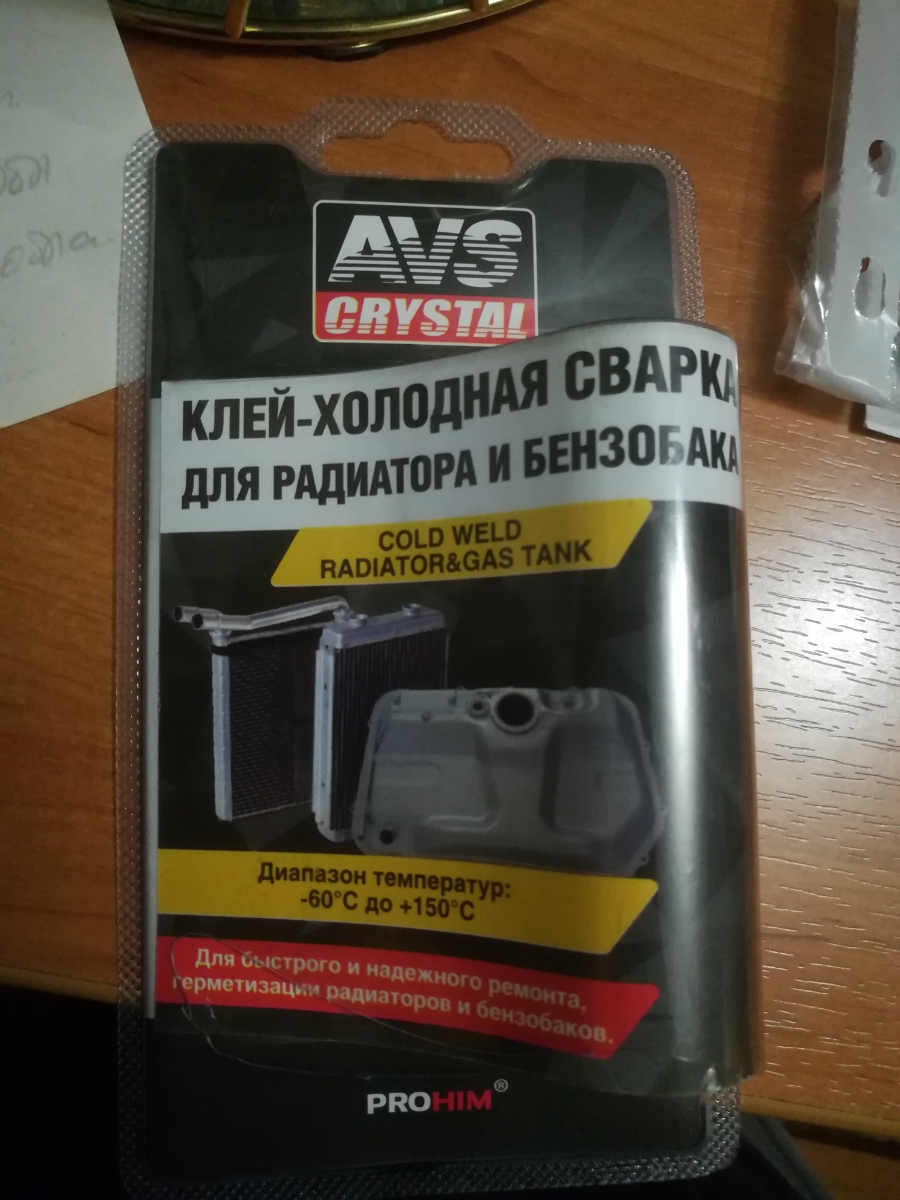 AVS
CRYSTAL
КЛЕЙ-ХОЛОДНАЯ СВАРКА
ДЛЯ РАДИАТОРА И БЕНЗОБАКА
COLD WELD
RADIATOR&GAS TANK
Диапазон температур:
-60°C до +150°C
Для быстрого и надежного ремонта,
герметизации радиаторов и бензобаков.
PROHIM®